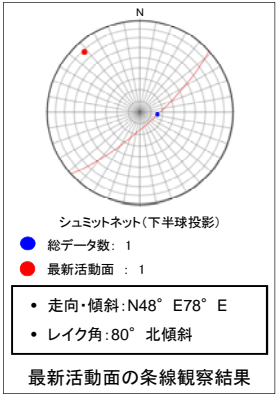 N
シュミットネット(下半球投影)
総データ数: 1
最新活動面 : 1
• 走向・傾斜:N48°E78°E
• レイク角:80°北傾斜
最新活動面の条線観察結果